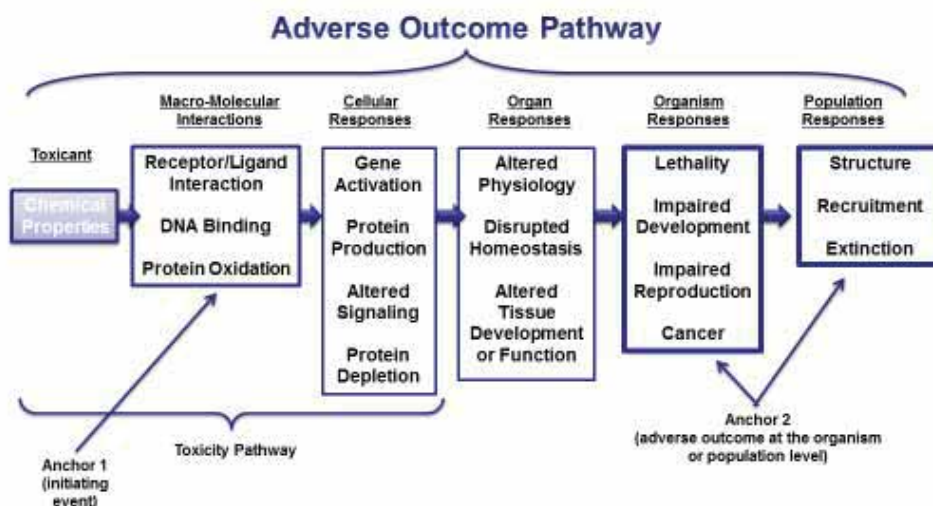 Adverse Outcome Pathway
Toxicant
Chemical
Properties
Macro-Molecular
Interactions
Receptor/Ligand
Interaction
DNA Binding
Protein Oxidation
Cellular
Responses
Gene
Activation
Protein
Production
Altered
Signaling
Protein
Depletion
Organ
Responses
Altered
Physiology
Disrupted
Homeostasis
Altered
Tissue
Development
or Function
Organism
Responses
Lethality
Impaired
Development
Impaired
Reproduction
Cancer
Population
Responses
Structure
Recruitment
Extinction
Toxicity Pathway
Anchor 1
(initiating
event)
Anchor 2
(adverse outcome at the organism
or population level)